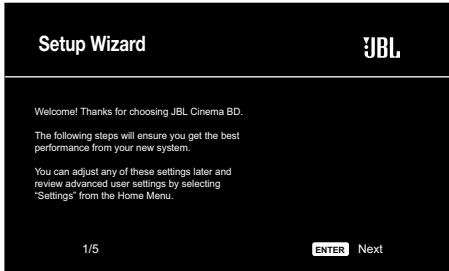 Setup Wizard
JBL
Welcome! Thanks for choosing JBL Cinema BD.
The following steps will ensure you get the best
performance from your new system.
You can adjust any of these settings later and
review advanced user settings by selecting
“Settings” from the Home Menu.
1/5
ENTER Next